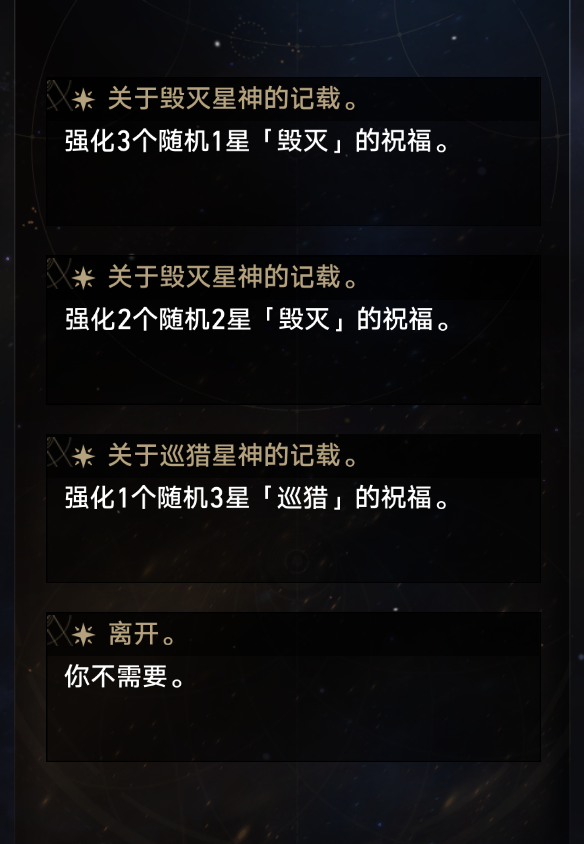 关于毁灭星神的记载。
强化3个随机1星「毁灭」的祝福。
关于毁灭星神的记载。
强化2个随机2星「毁灭」的祝福。
关于巡猎星神的记载。
强化1个随机3星「巡猎」的祝福。
离开。
你不需要。